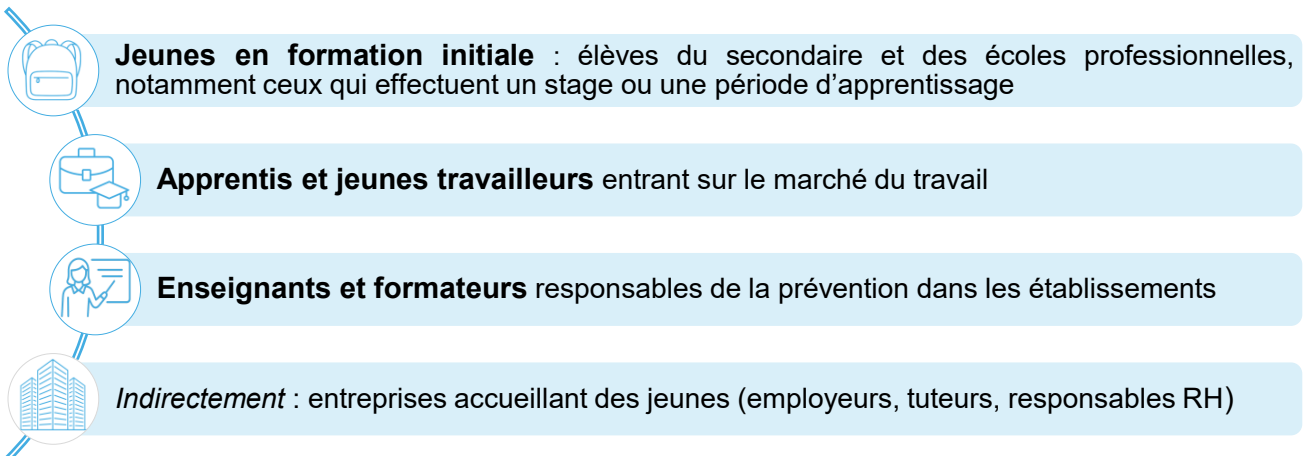 Jeunes en formation initiale : élèves du secondaire et des écoles professionnelles,
notamment ceux qui effectuent un stage ou une période d’apprentissage
Apprentis et jeunes travailleurs entrant sur le marché du travail
Enseignants et formateurs responsables de la prévention dans les établissements
Indirectement : entreprises accueillant des jeunes (employeurs, tuteurs, responsables RH)